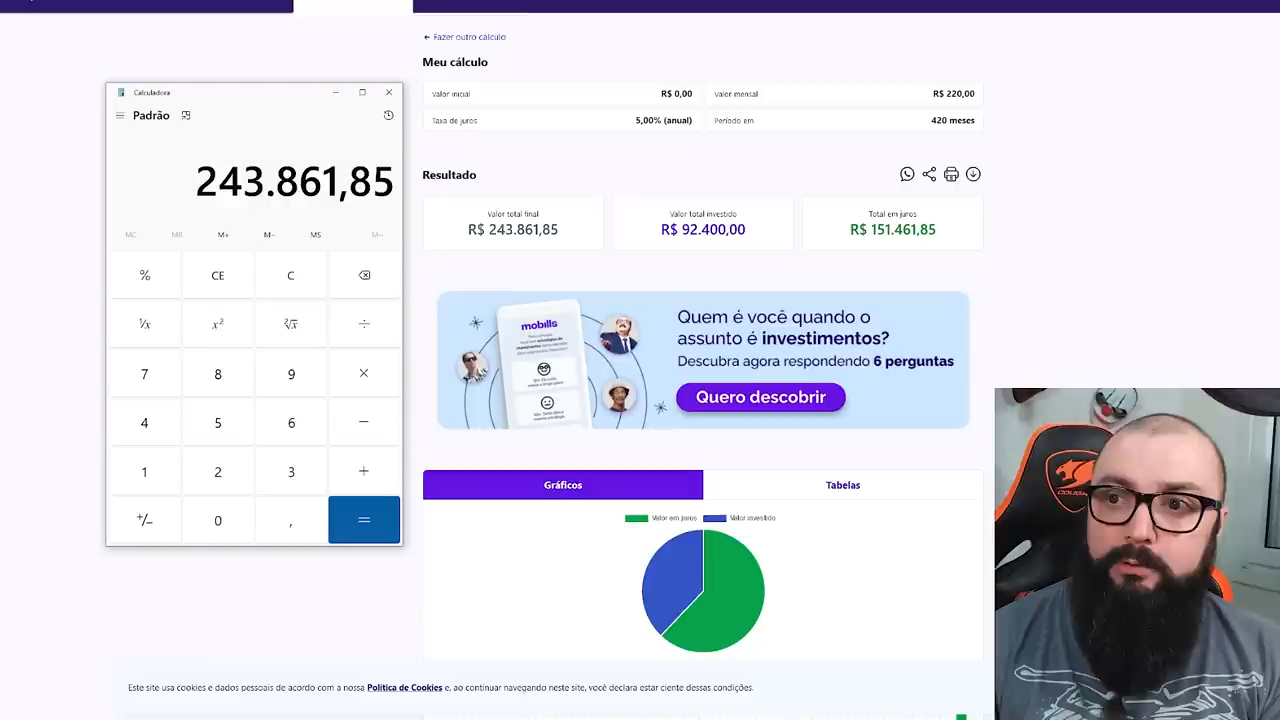 ← Fazer outro cálculo
Meu cálculo
Valor inicial R$ 0,00
Valor mensal R$ 220,00
Taxa de juros 5,00% (anual)
Período em 420 meses
Resultado
Valor total final
R$ 243.861,85
Valor total investido
R$ 92.400,00
Total em juros
R$ 151.461,85
Calculadora
Padrão
243.861,85
MC MR M+ M− MS M˅
% CE C
¹/x x² ²√x ÷
7 8 9 ×
4 5 6 −
1 2 3 +
+/− 0 , =
mobills
Quem é você quando o
assunto é investimentos?
Descubra agora respondendo 6 perguntas
Quero descobrir
Gráficos
Tabelas
Valor em juros Valor investido
Este site usa cookies e dados pessoais de acordo com a nossa Política de Cookies e, ao continuar navegando neste site, você declara estar ciente dessas condições.